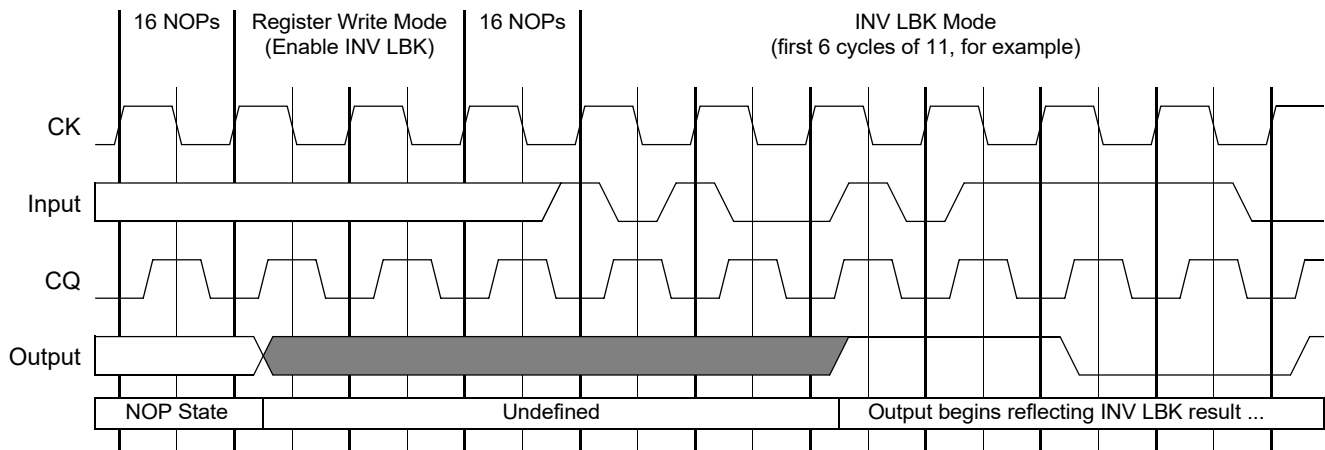 16 NOPs
Register Write Mode
(Enable INV LBK)
16 NOPs
INV LBK Mode
(first 6 cycles of 11, for example)
CK
Input
CQ
Output
NOP State
Undefined
Output begins reflecting INV LBK result ...